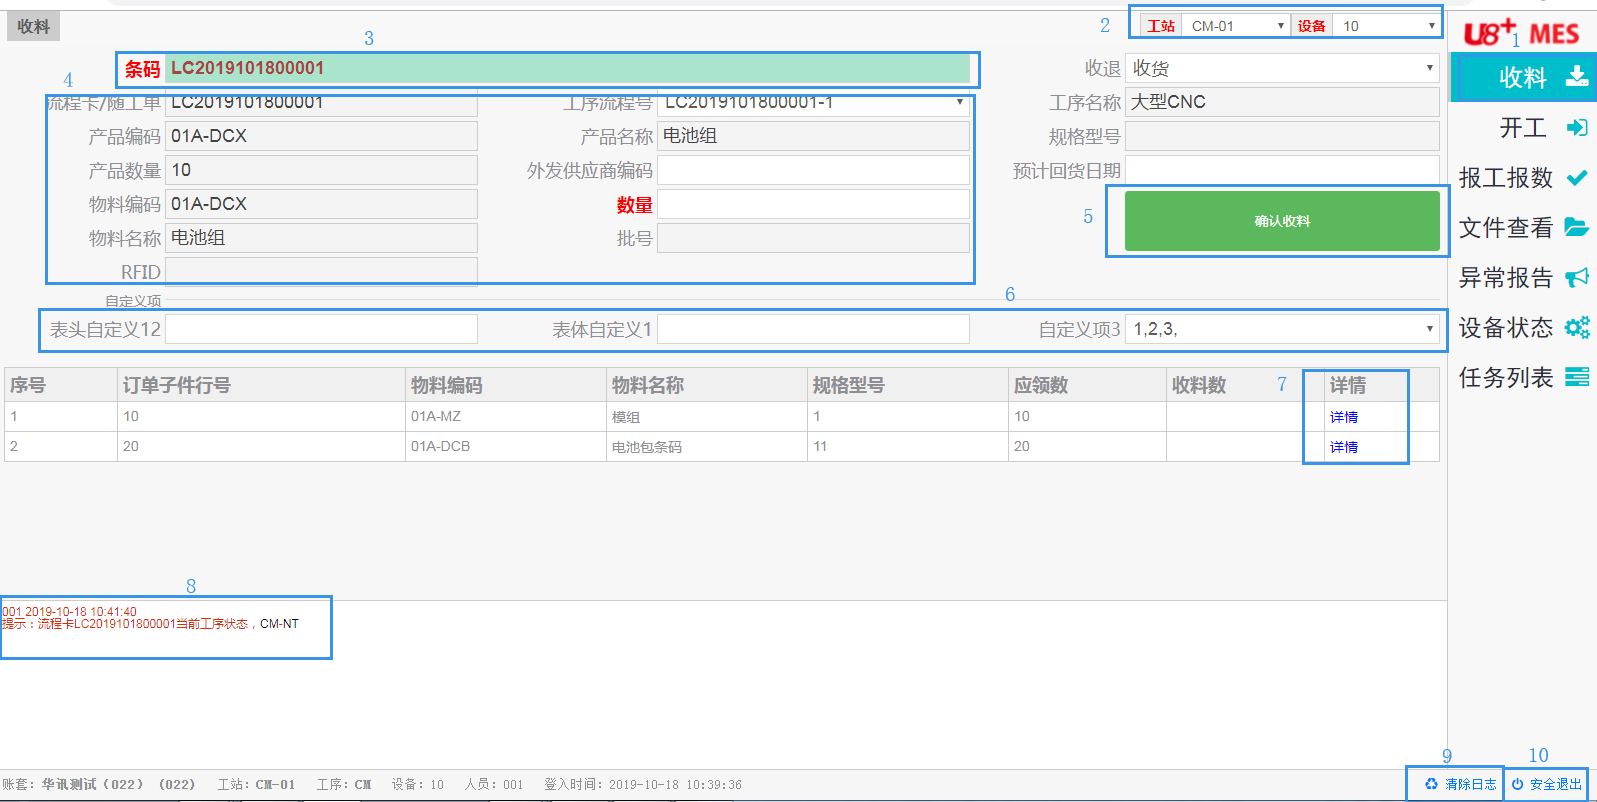 收料
2
工站 CM-01 设备 10
U8+ MES
1
收料
开工
报工报数
文件查看
异常报告
设备状态
任务列表
3
条码 LC2019101800001
收退 收货
4
流程卡/随工单 LC2019101800001 工序流程号 LC2019101800001-1 工序名称 大型CNC
产品编码 01A-DCX 产品名称 电池组 规格型号
产品数量 10 外发供应商编码 预计回货日期
物料编码 01A-DCX 数量
5 确认收料
物料名称 电池组 批号
RFID
6
自定义项
表头自定义12 表体自定义1 自定义项3 1,2,3,
序号 订单子件行号 物料编码 物料名称 规格型号 应领数 收料数 7 详情
1 10 01A-MZ 模组 1 10 详情
2 20 01A-DCB 电池包条码 11 20 详情
8
001 2019-10-18 10:41:40
提示：流程卡LC2019101800001当前工序状态，CM-NT
9 10
账套：华讯测试（022）（022） 工站：CM-01 工序：CM 设备：10 人员：001 登入时间：2019-10-18 10:39:36 清除日志 安全退出